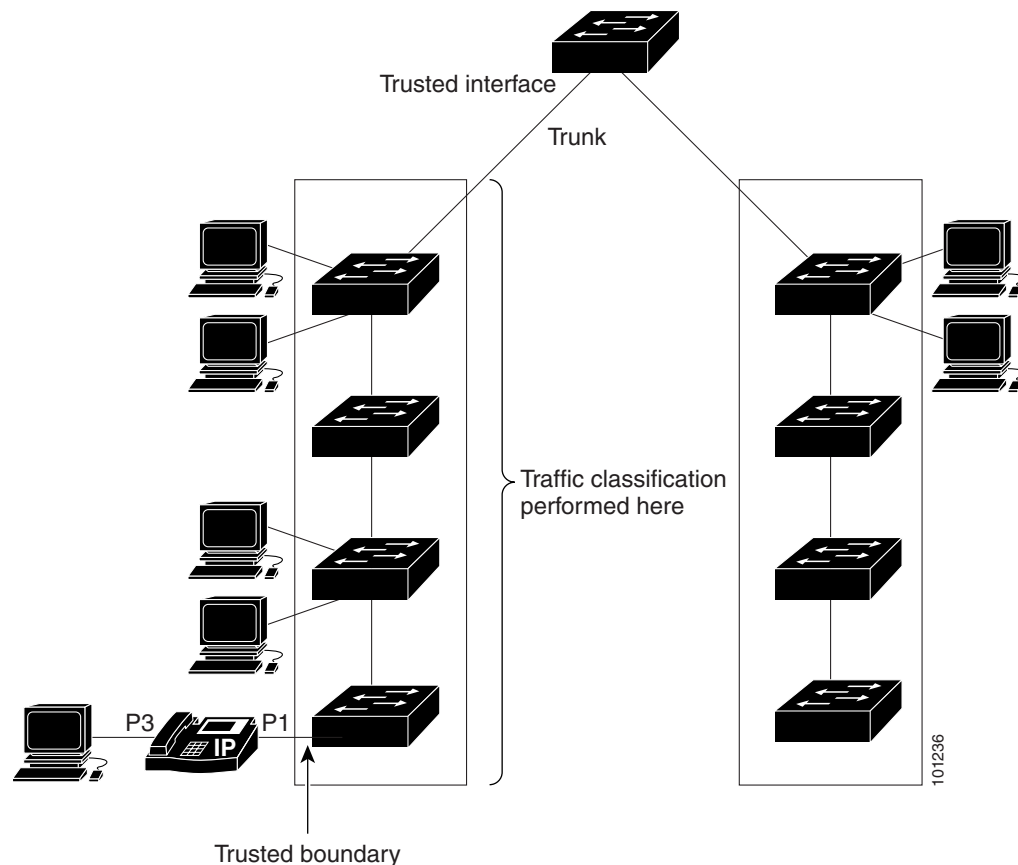 Trusted interface
Trunk
Traffic classification
performed here
P3
IP
P1
101236
Trusted boundary